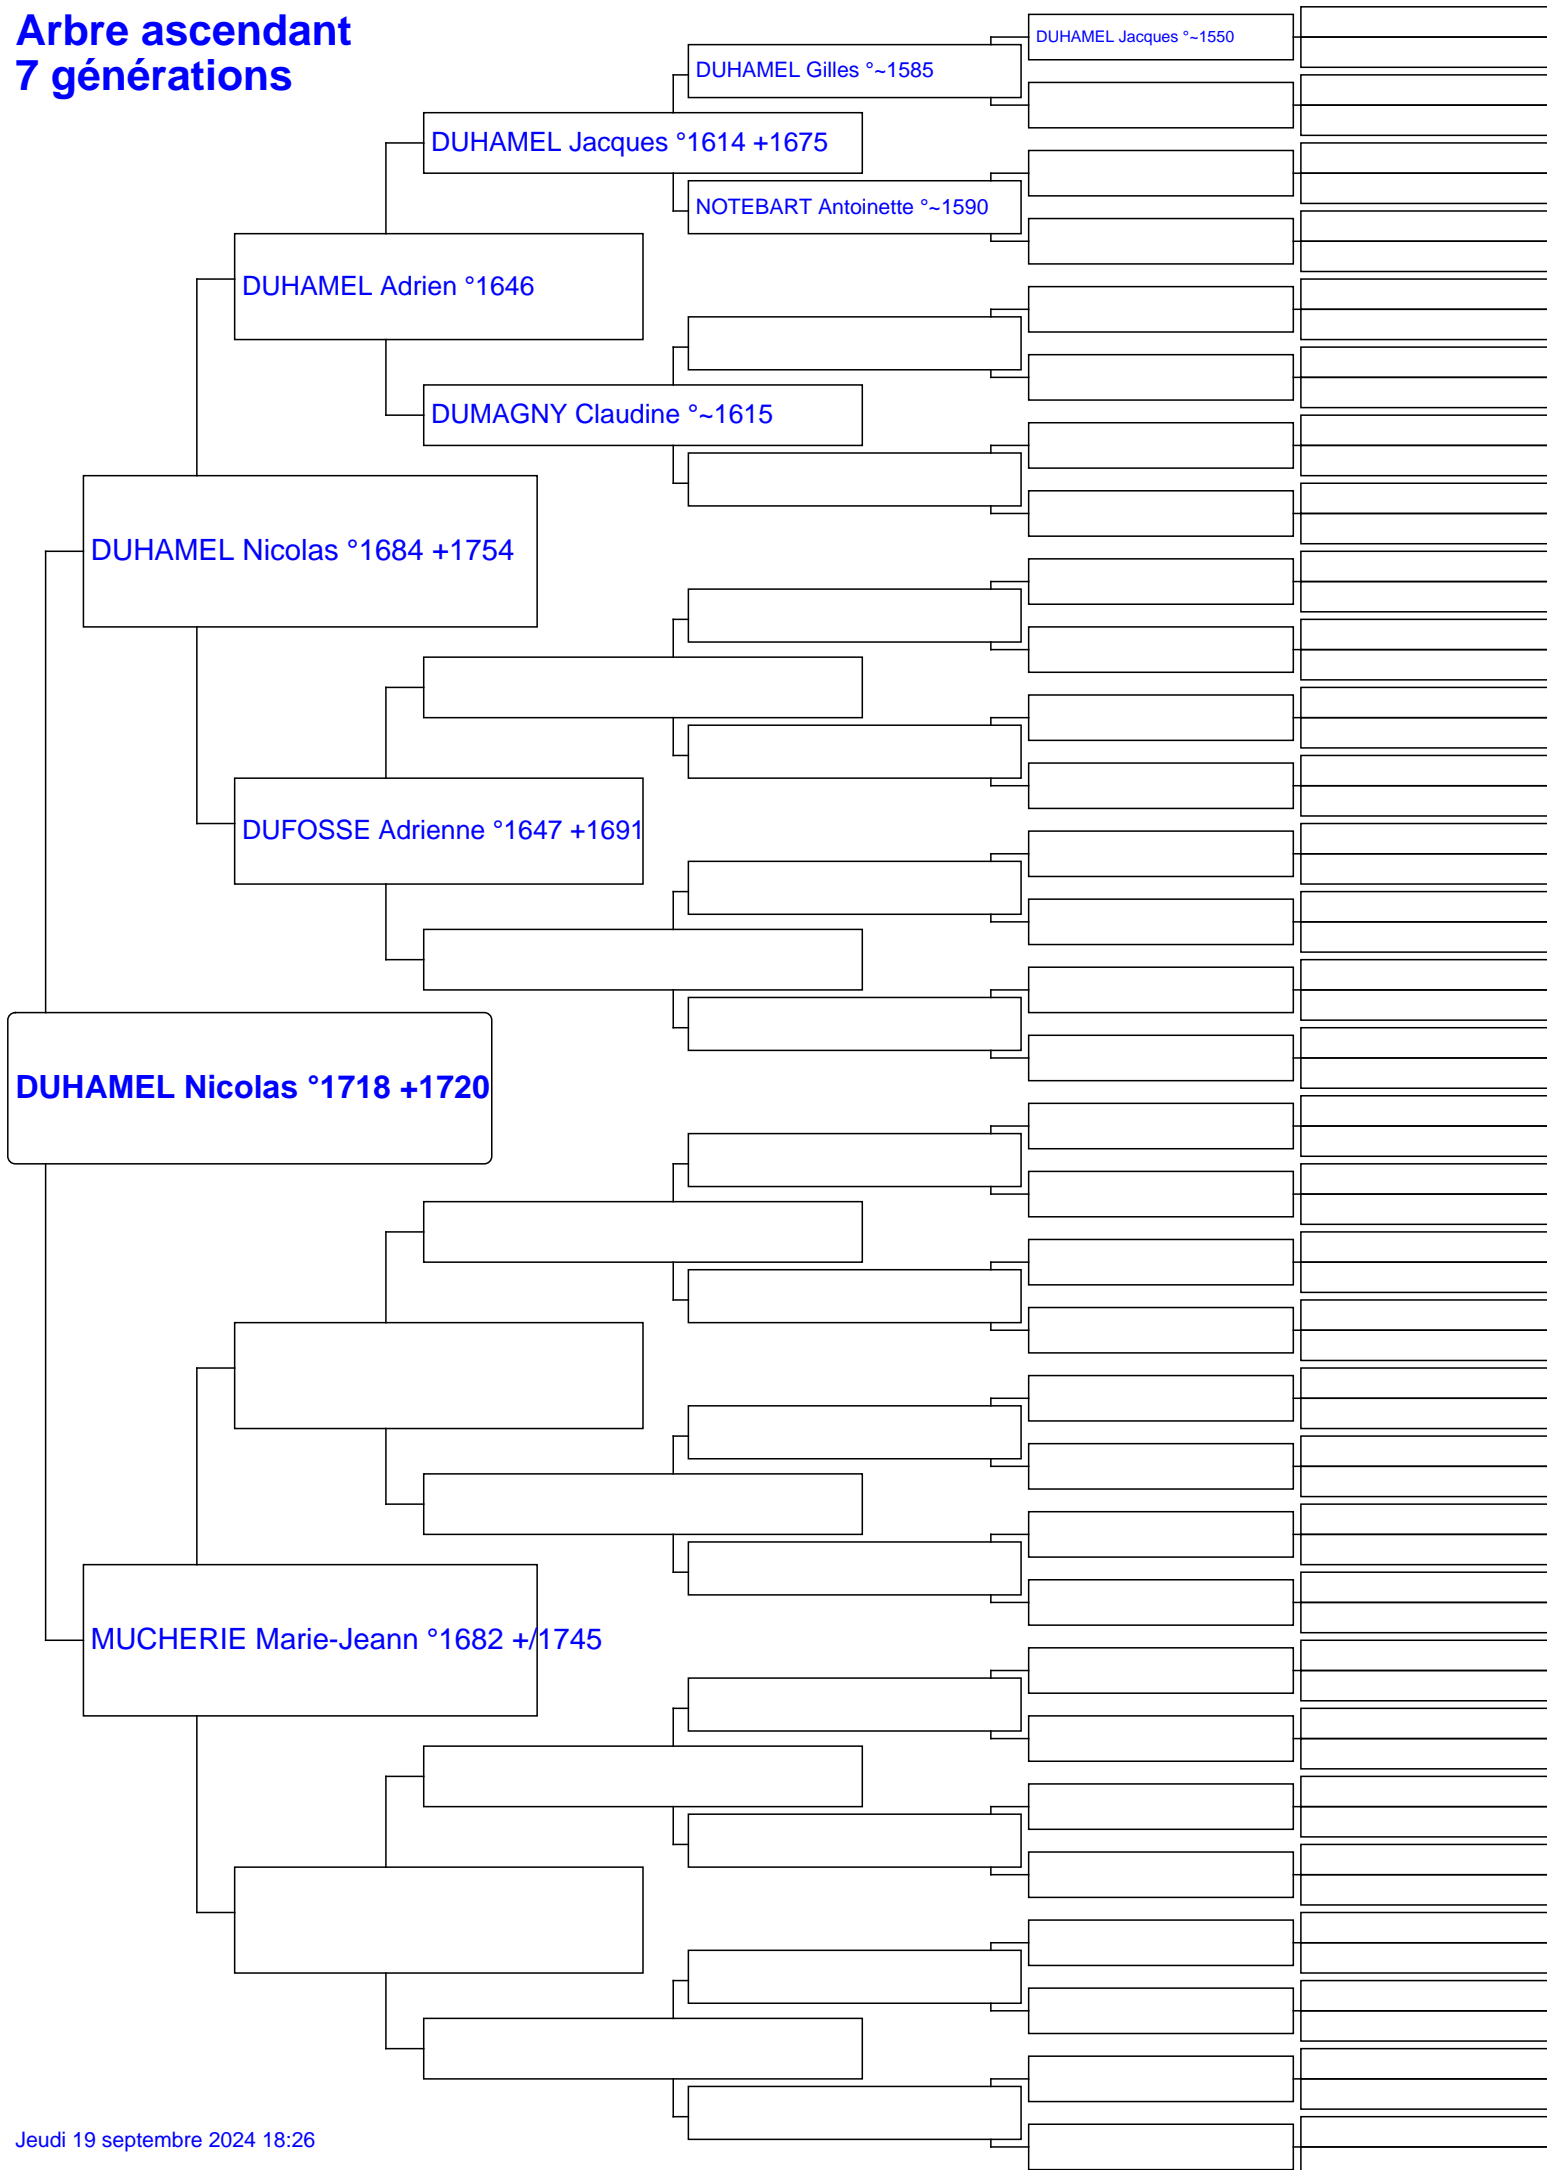 Arbre ascendant
7 générations
DUHAMEL Jacques °~1550
DUHAMEL Gilles °~1585
DUHAMEL Jacques °1614 +1675
NOTEBART Antoinette °~1590
DUHAMEL Adrien °1646
DUMAGNY Claudine °~1615
DUHAMEL Nicolas °1684 +1754
DUFOSSE Adrienne °1647 +1691
DUHAMEL Nicolas °1718 +1720
MUCHERIE Marie-Jeann °1682 +/1745
Jeudi 19 septembre 2024 18:26